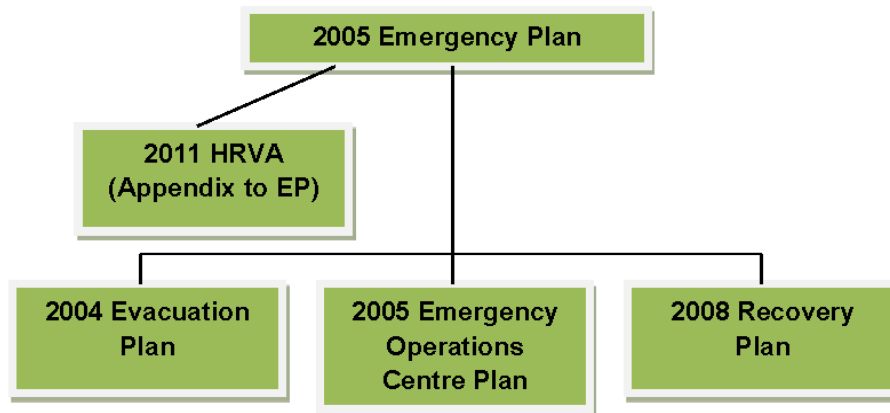 2005 Emergency Plan
2011 HRVA
(Appendix to EP)
2004 Evacuation
Plan
2005 Emergency
Operations
Centre Plan
2008 Recovery
Plan